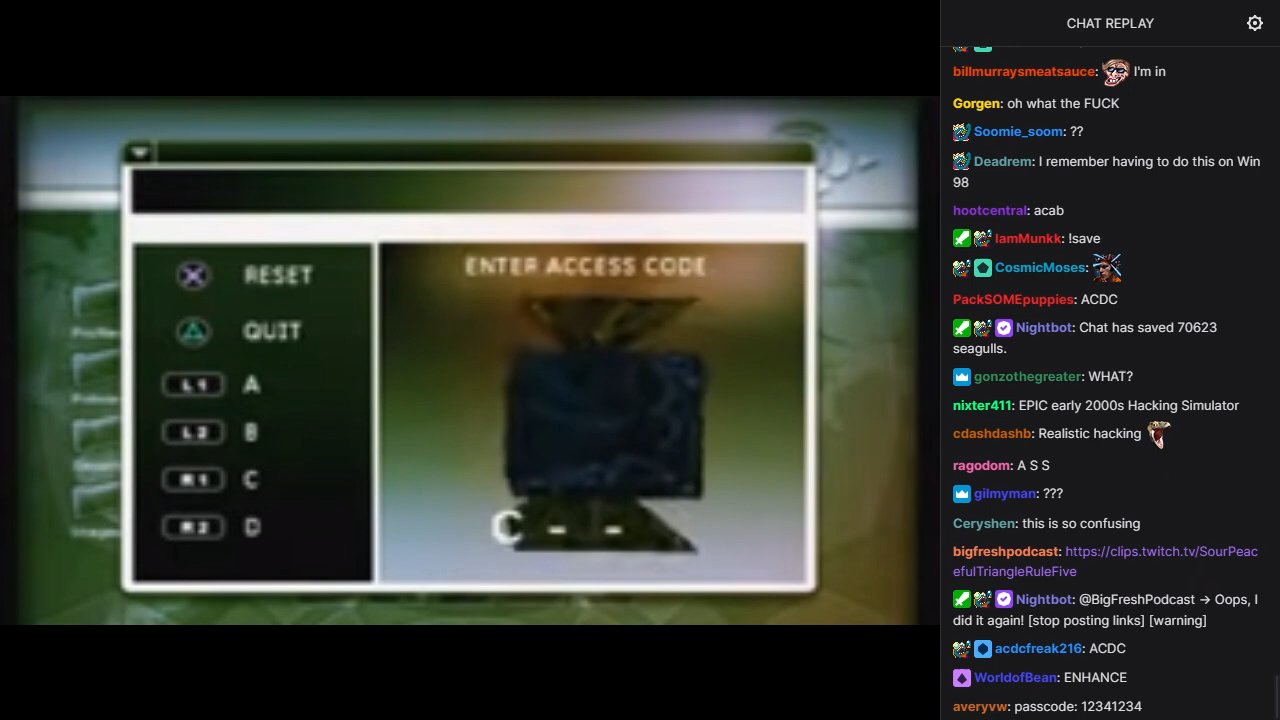 RESET
QUIT
L1 A
L2 B
R1 C
R2 D
ENTER ACCESS CODE
C - -
CHAT REPLAY
billmurraysmeatsauce: I'm in
Gorgen: oh what the FUCK
Soomie_soom: ??
Deadrem: I remember having to do this on Win
98
hootcentral: acab
IamMunkk: !save
CosmicMoses:
PackSOMEpuppies: ACDC
Nightbot: Chat has saved 70623
seagulls.
gonzothegreater: WHAT?
nixter411: EPIC early 2000s Hacking Simulator
cdashdashb: Realistic hacking
ragodom: A S S
gilmyman: ???
Ceryshen: this is so confusing
bigfreshpodcast: https://clips.twitch.tv/SourPeac
efulTriangleRuleFive
Nightbot: @BigFreshPodcast → Oops, I
did it again! [stop posting links] [warning]
acdcfreak216: ACDC
WorldofBean: ENHANCE
averyvw: passcode: 12341234